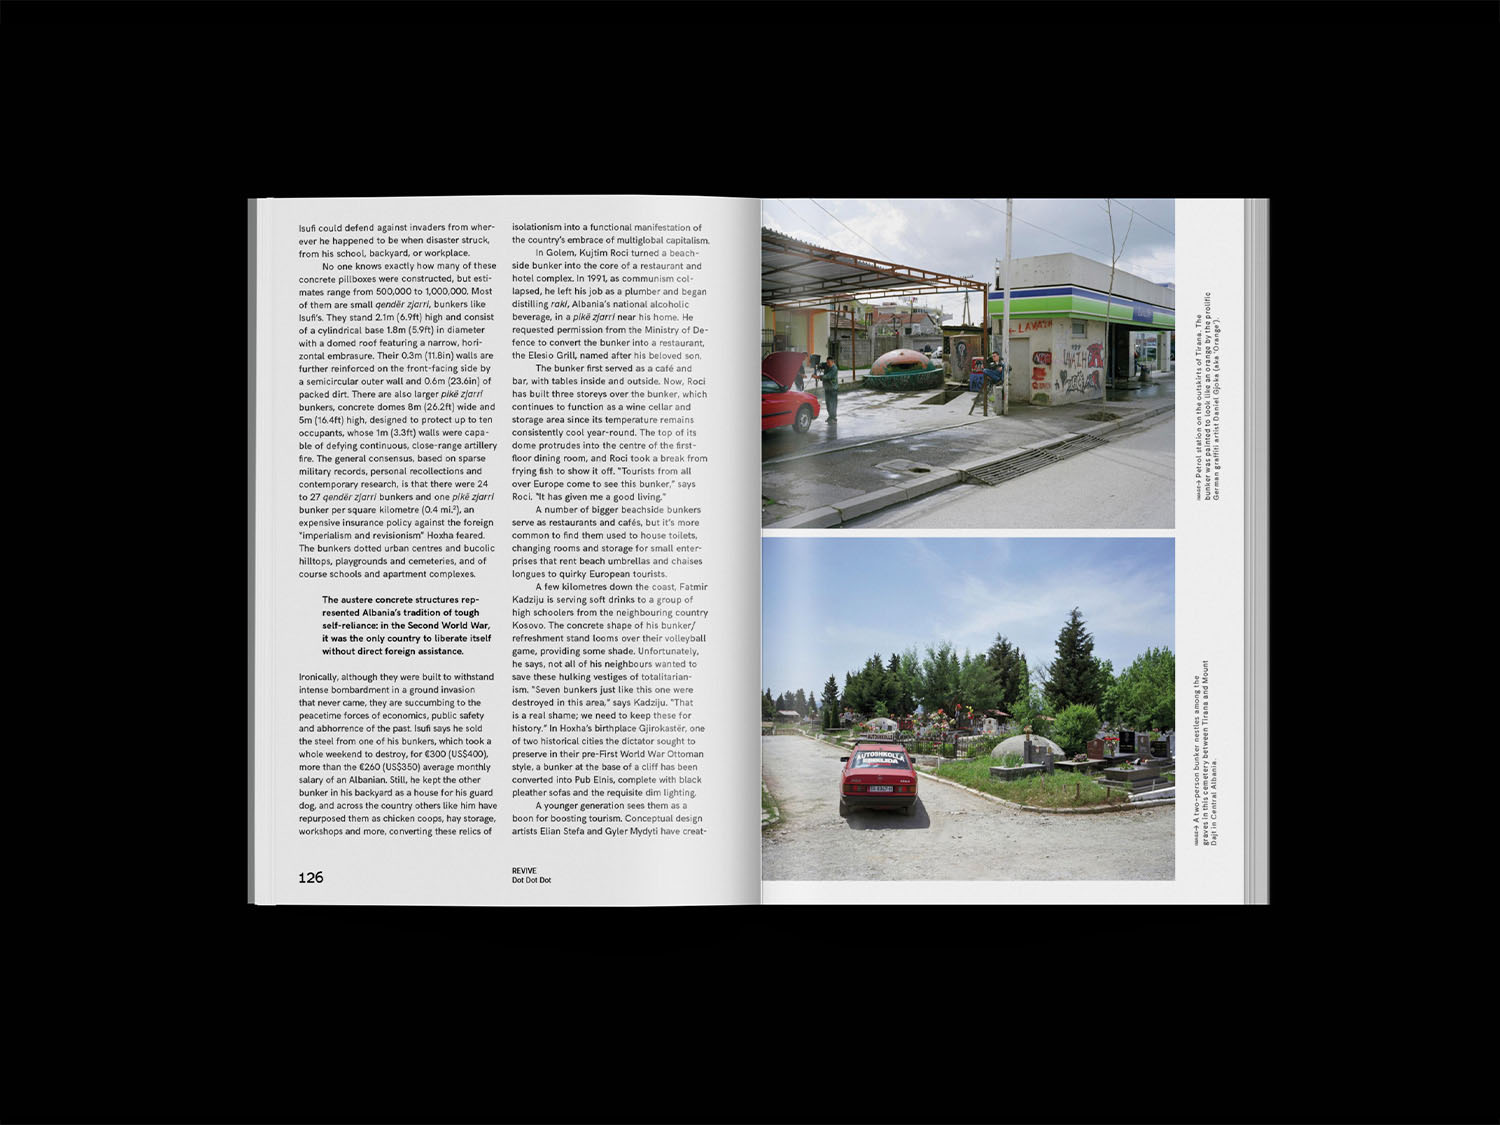 Isufi could defend against invaders from wher-
ever he happened to be when disaster struck,
from his school, backyard, or workplace.
No one knows exactly how many of these
concrete pillboxes were constructed, but esti-
mates range from 500,000 to 1,000,000. Most
of them are small qendër zjarri, bunkers like
Isufi's. They stand 2.1m (6.9ft) high and consist
of a cylindrical base 1.8m (5.9ft) in diameter
with a domed roof featuring a narrow, hori-
zontal embrasure. Their 0.3m (11.8in) walls are
further reinforced on the front-facing side by
a semicircular outer wall and 0.6m (23.6in) of
packed dirt. There are also larger pikë zjarri
bunkers, concrete domes 8m (26.2ft) wide and
5m (16.4ft) high, designed to protect up to ten
occupants, whose 1m (3.3ft) walls were capa-
ble of defying continuous, close-range artillery
fire. The general consensus, based on sparse
military records, personal recollections and
contemporary research, is that there were 24
to 27 qendër zjarri bunkers and one pikë zjarri
bunker per square kilometre (0.4 mi.²), an
expensive insurance policy against the foreign
"imperialism and revisionism" Hoxha feared.
The bunkers dotted urban centres and bucolic
hilltops, playgrounds and cemeteries, and of
course schools and apartment complexes.
The austere concrete structures rep-
resented Albania's tradition of tough
self-reliance: in the Second World War,
it was the only country to liberate itself
without direct foreign assistance.
Ironically, although they were built to withstand
intense bombardment in a ground invasion
that never came, they are succumbing to the
peacetime forces of economics, public safety
and abhorrence of the past. Isufi says he sold
the steel from one of his bunkers, which took a
whole weekend to destroy, for €300 (US$400),
more than the €260 (US$350) average monthly
salary of an Albanian. Still, he kept the other
bunker in his backyard as a house for his guard
dog, and across the country others like him have
repurposed them as chicken coops, hay storage,
workshops and more, converting these relics of
isolationism into a functional manifestation of
the country's embrace of multiglobal capitalism.
In Golem, Kujtim Roci turned a beach-
side bunker into the core of a restaurant and
hotel complex. In 1991, as communism col-
lapsed, he left his job as a plumber and began
distilling raki, Albania's national alcoholic
beverage, in a pikë zjarri near his home. He
requested permission from the Ministry of De-
fence to convert the bunker into a restaurant,
the Elesio Grill, named after his beloved son.
The bunker first served as a café and
bar, with tables inside and outside. Now, Roci
has built three storeys over the bunker, which
continues to function as a wine cellar and
storage area since its temperature remains
consistently cool year-round. The top of its
dome protrudes into the centre of the first-
floor dining room, and Roci took a break from
frying fish to show it off. "Tourists from all
over Europe come to see this bunker," says
Roci. "It has given me a good living."
A number of bigger beachside bunkers
serve as restaurants and cafés, but it's more
common to find them used to house toilets,
changing rooms and storage for small enter-
prises that rent beach umbrellas and chaises
longues to quirky European tourists.
A few kilometres down the coast, Fatmir
Kadziju is serving soft drinks to a group of
high schoolers from the neighbouring country
Kosovo. The concrete shape of his bunker/
refreshment stand looms over their volleyball
game, providing some shade. Unfortunately,
he says, not all of his neighbours wanted to
save these hulking vestiges of totalitarian-
ism. "Seven bunkers just like this one were
destroyed in this area," says Kadziju. "That
is a real shame; we need to keep these for
history." In Hoxha's birthplace Gjirokastër, one
of two historical cities the dictator sought to
preserve in their pre-First World War Ottoman
style, a bunker at the base of a cliff has been
converted into Pub Elnis, complete with black
pleather sofas and the requisite dim lighting.
A younger generation sees them as a
boon for boosting tourism. Conceptual design
artists Elian Stefa and Gyler Mydyti have creat-
126
REVIVE
Dot Dot Dot
← LAVAZH
IMAGE→ Petrol station on the outskirts of Tirana. The
bunker was painted to look like an orange by the prolific
German graffiti artist Daniel Gjoka (aka 'Orange').
AUTOSHKOLLA
IMAGE→ A two-person bunker nestles among the
graves in this cemetery between Tirana and Mount
Dajt in Central Albania.